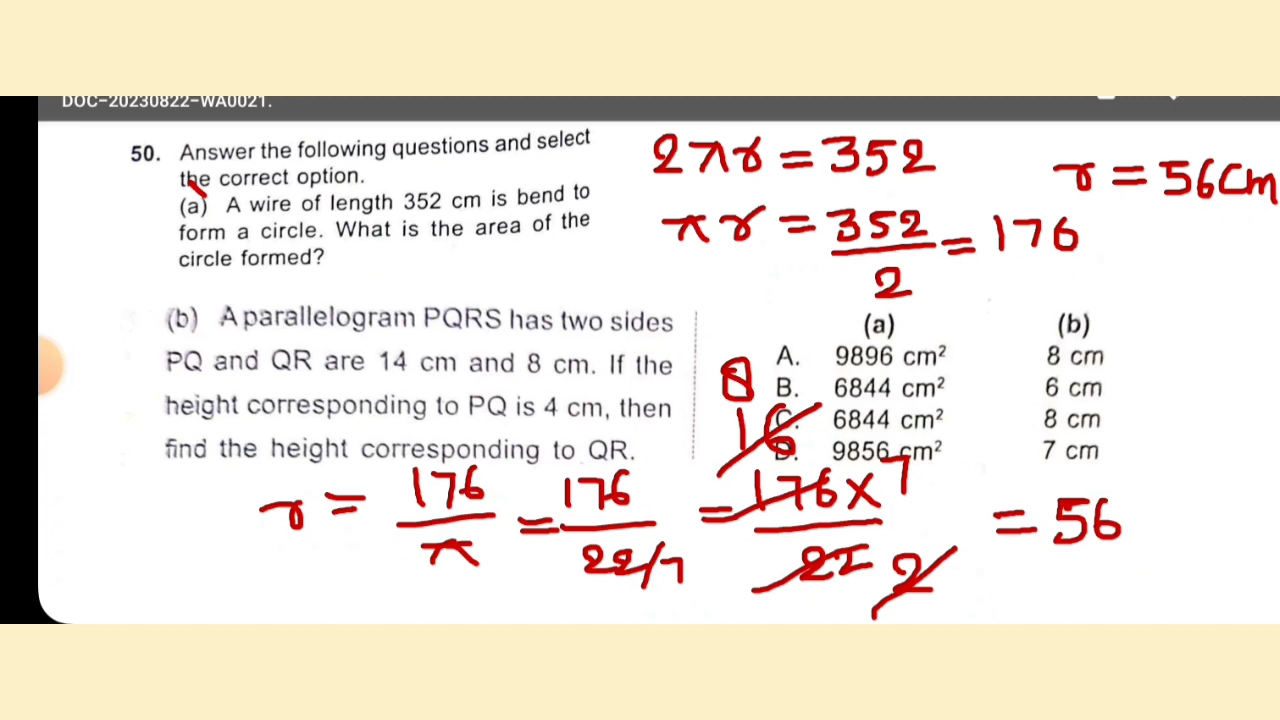 DOC-20230822-WA0021.
50. Answer the following questions and select
the correct option.
(a) A wire of length 352 cm is bend to
form a circle. What is the area of the
circle formed?
2πr = 352
r = 56cm
πr = 352/2 = 176
(b) A parallelogram PQRS has two sides
PQ and QR are 14 cm and 8 cm. If the
height corresponding to PQ is 4 cm, then
find the height corresponding to QR.
(a) (b)
A. 9896 cm² 8 cm
B. 6844 cm² 6 cm
C. 6844 cm² 8 cm
D. 9856 cm² 7 cm
8
16
r = 176/π = 176/22/7 = 176 x 7/22 2 = 56